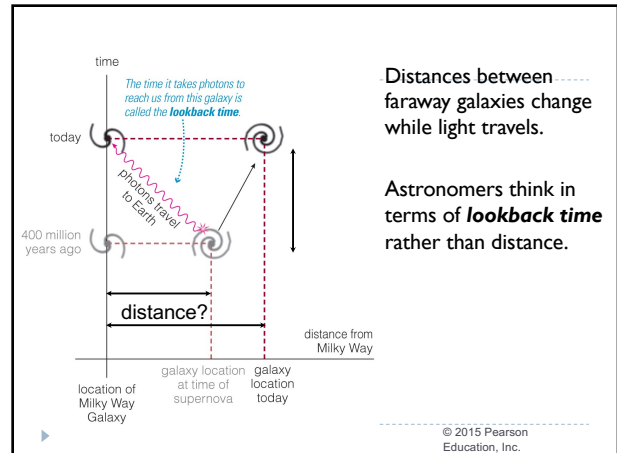 time
The time it takes photons to
reach us from this galaxy is
called the lookback time.
today
photons travel
to Earth
400 million
years ago
distance?
distance from
Milky Way
location of
Milky Way
Galaxy
galaxy location
at time of
supernova
galaxy
location
today
Distances between
faraway galaxies change
while light travels.
Astronomers think in
terms of lookback time
rather than distance.
© 2015 Pearson
Education, Inc.